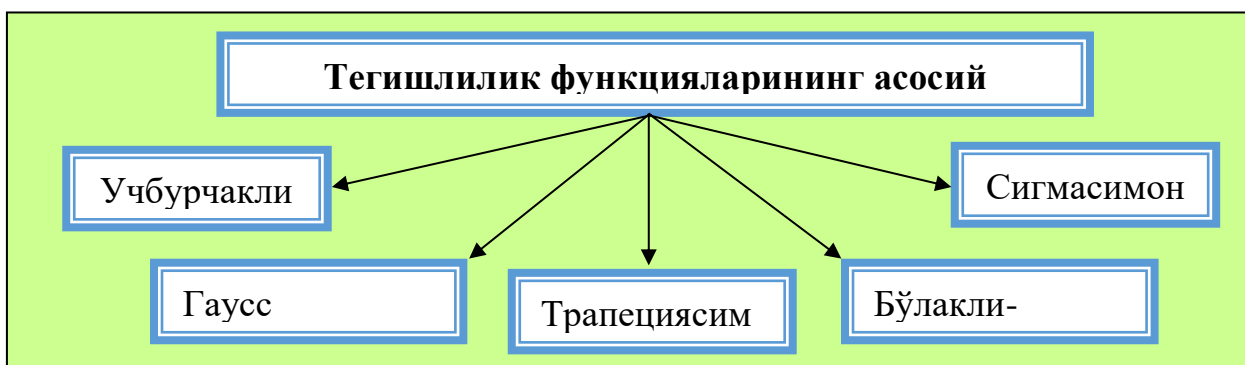 Тегишлилик функцияларининг асосий
Учбурчакли
Сигмасимон
Гаусс
Трапециясим
Бўлакли-